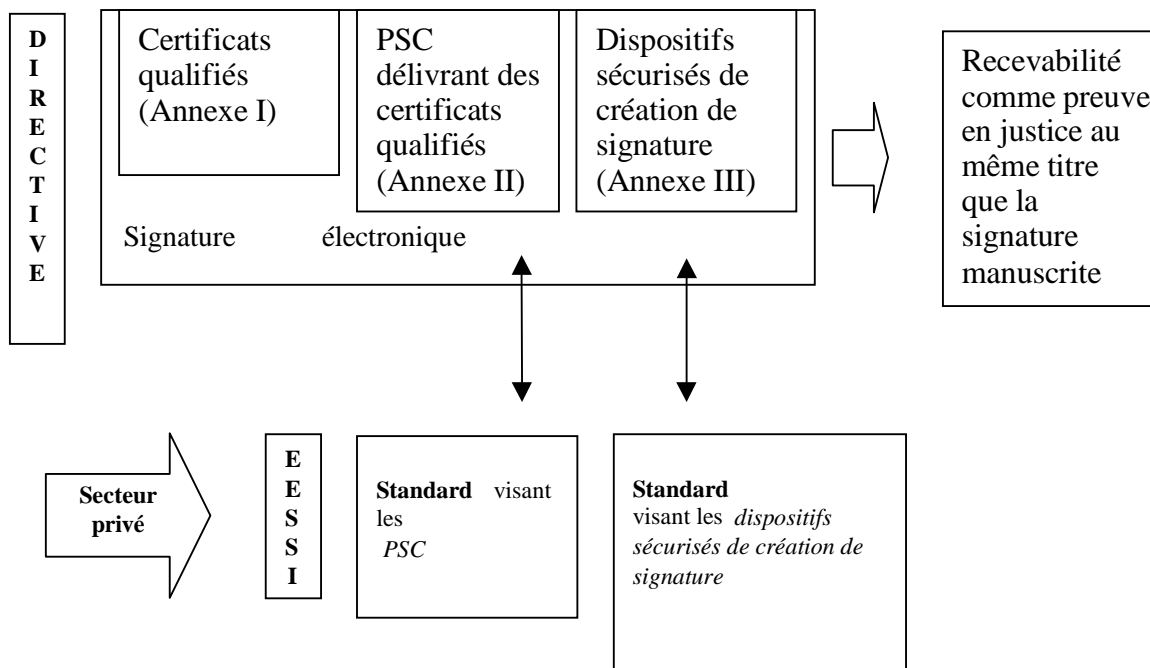 DIRECTIVE
Certificats
qualifiés
(Annexe I)
PSC
délivrant des
certificats
qualifiés
(Annexe II)
Dispositifs
sécurisés de
création de
signature
(Annexe III)
Signature électronique
Recevabilité
comme preuve
en justice au
même titre
que la
signature
manuscrite
Secteur
privé
EESSI
Standard visant
les
PSC
Standard
visant les dispositifs
sécurisés de création de
signature